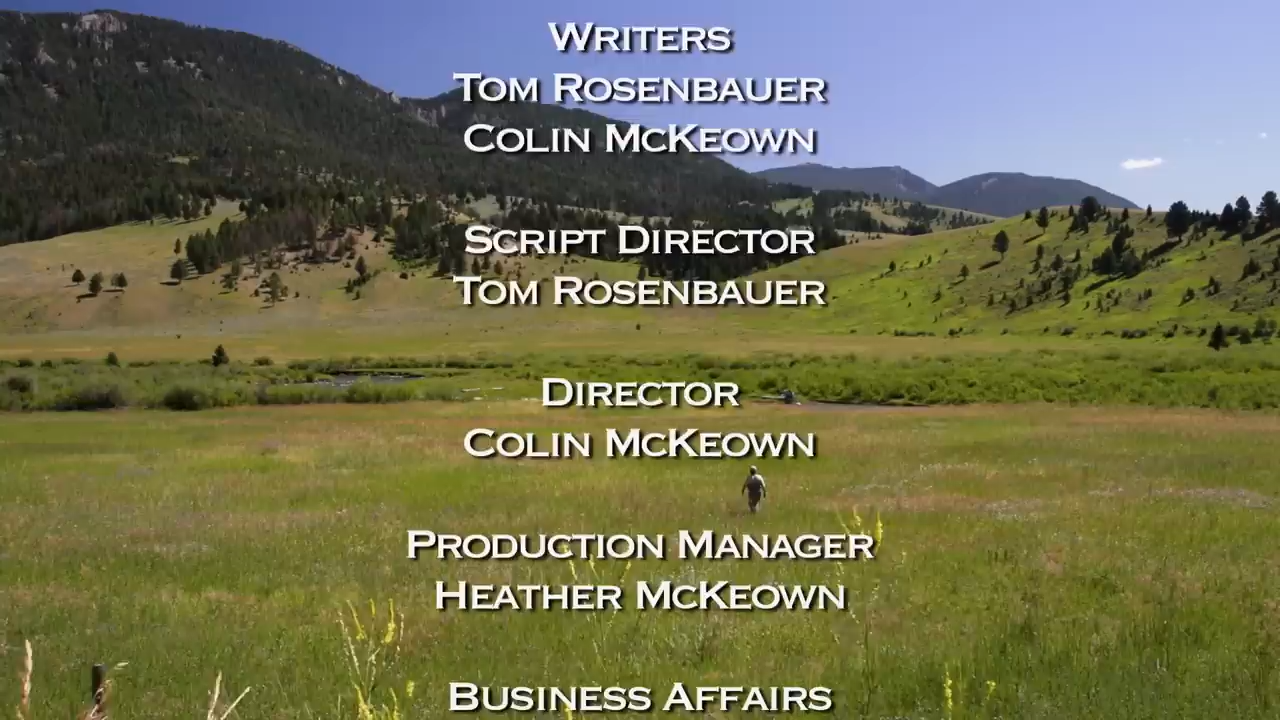 Writers
Tom Rosenbauer
Colin McKeown
Script Director
Tom Rosenbauer
Director
Colin McKeown
Production Manager
Heather McKeown
Business Affairs